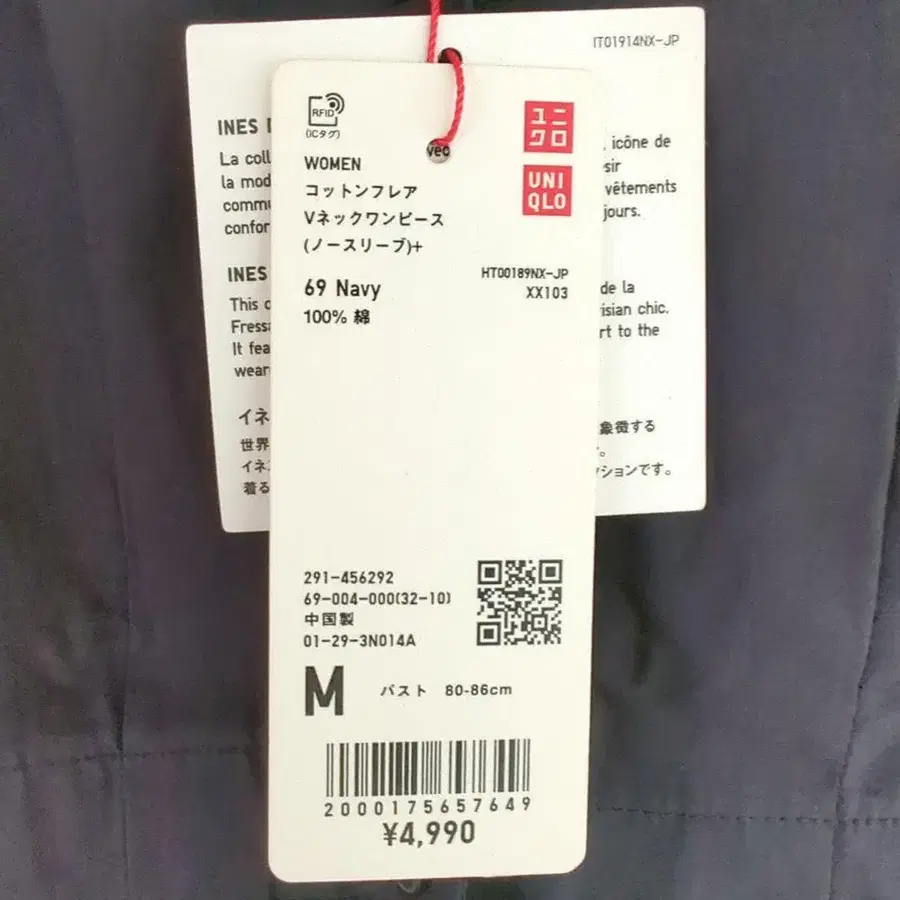 IT01914NX-JP
RFID
(ICタグ)
ユニ
クロ
UNI
QLO
WOMEN
コットンフレア
Vネックワンピース
(ノースリーブ)+
HT00189NX-JP
XX103
69 Navy
100% 綿
291-456292
69-004-000(32-10)
中国製
01-29-3N014A
M バスト 80-86cm
2000175657649
¥4,990
INES
La coll
la mod
commu
confor
, icône de
sir
vêtements
jours.
INES
This c
Fressa
It fea
wear
de la
isian chic.
rt to the
イネ
世界
イネ
着る
象徴する
。
ションです。